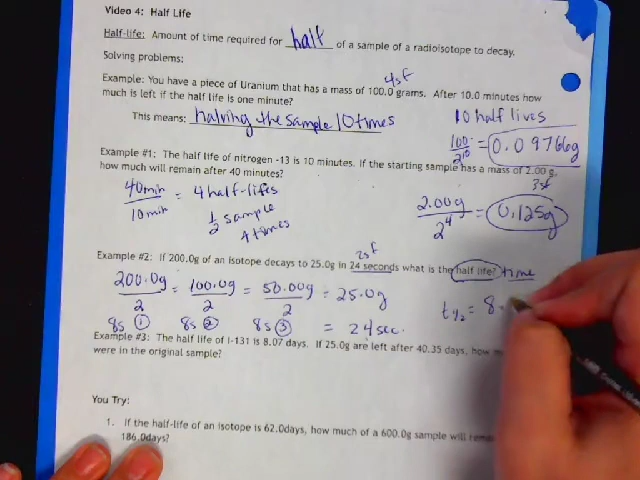 Video 4: Half Life
Half-life: Amount of time required for half of a sample of a radioisotope to decay.
Solving problems:
4sf
Example: You have a piece of Uranium that has a mass of 100.0 grams. After 10.0 minutes how
much is left if the half life is one minute?
10 half lives
This means: halving the sample 10 times
100/2^10 = 0.09766g
Example #1: The half life of nitrogen -13 is 10 minutes. If the starting sample has a mass of 2.00 g,
how much will remain after 40 minutes?
3sf
40min/10min = 4 half-lifes
1/2 sample
4 times
2.00g/2^4 = 0.125g
2sf
Example #2: If 200.0g of an isotope decays to 25.0g in 24 seconds what is the half life? time
200.0g/2 = 100.0g/2 = 50.00g/2 = 25.0g
t1/2 = 8.
8s 1 8s 2 8s 3 = 24 sec.
Example #3: The half life of I-131 is 8.07 days. If 25.0g are left after 40.35 days, how
were in the original sample?
You Try:
1. If the half-life of an isotope is 62.0days, how much of a 600.0g sample will
186.0days?